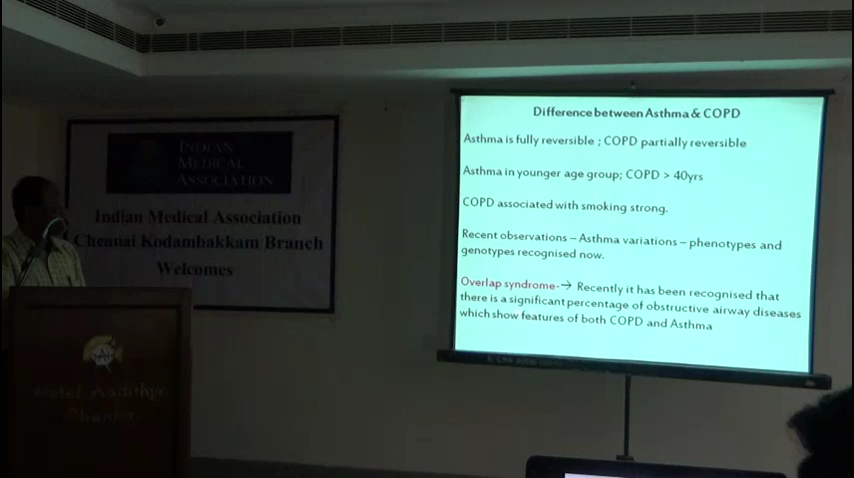 INDIAN
MEDICAL
ASSOCIATION
Indian Medical Association
Chennai Kodambakkam Branch
Welcomes
Difference between Asthma & COPD
Asthma is fully reversible ; COPD partially reversible
Asthma in younger age group; COPD > 40yrs
COPD associated with smoking strong.
Recent observations – Asthma variations – phenotypes and
genotypes recognised now.
Overlap syndrome-→ Recently it has been recognised that
there is a significant percentage of obstructive airway diseases
which show features of both COPD and Asthma
Hotel Aadithya